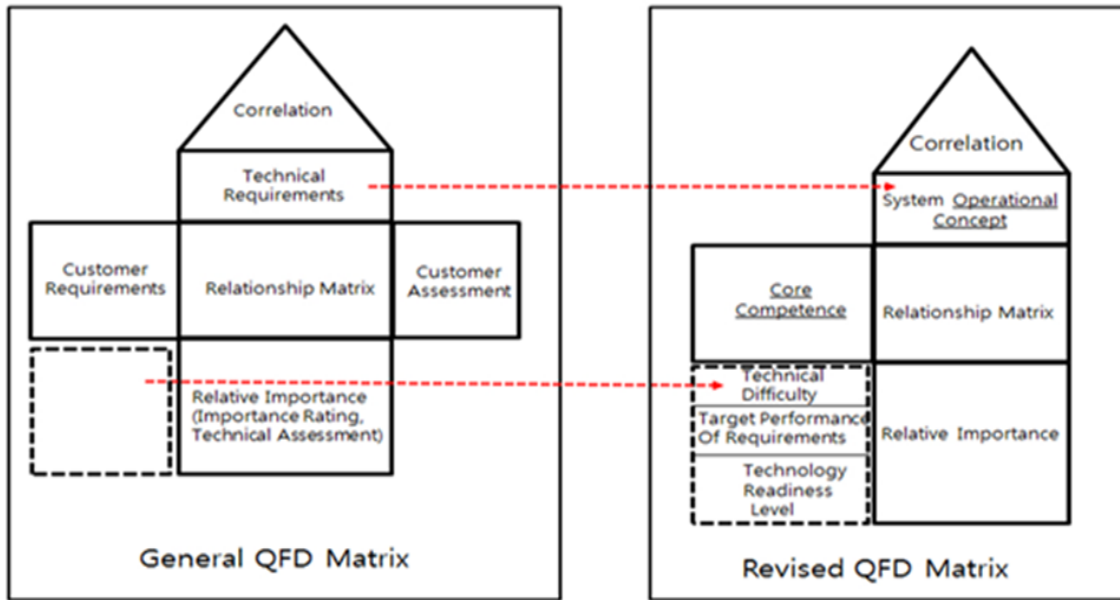 Correlation
Technical
Requirements
Customer
Requirements
Relationship Matrix
Customer
Assessment
Relative Importance
(Importance Rating,
Technical Assessment)
General QFD Matrix
Correlation
System Operational
Concept
Core
Competence
Relationship Matrix
Technical
Difficulty
Target Performance
Of Requirements
Technology
Readiness
Level
Relative Importance
Revised QFD Matrix